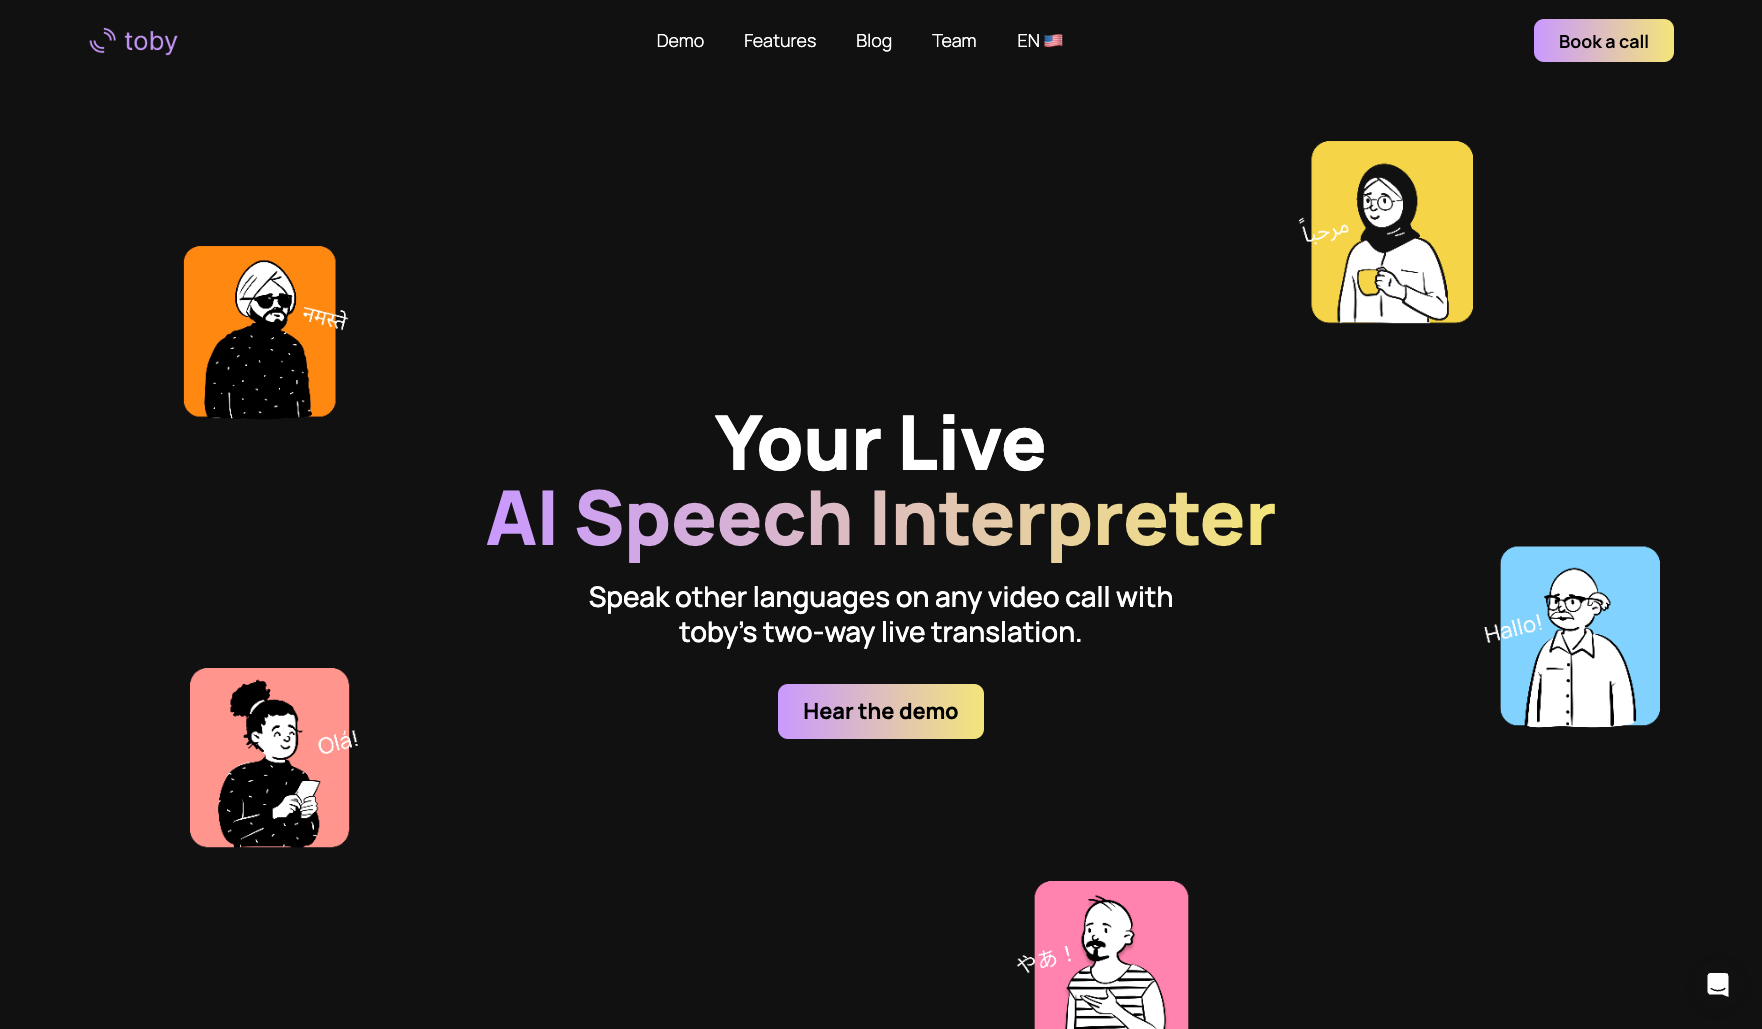 toby
Demo
Features
Blog
Team
EN 🇺🇸
Book a call
مرحباً
नमस्ते
Your Live
AI Speech Interpreter
Speak other languages on any video call with
toby's two-way live translation.
Hallo!
Hear the demo
Olá!
やあ！